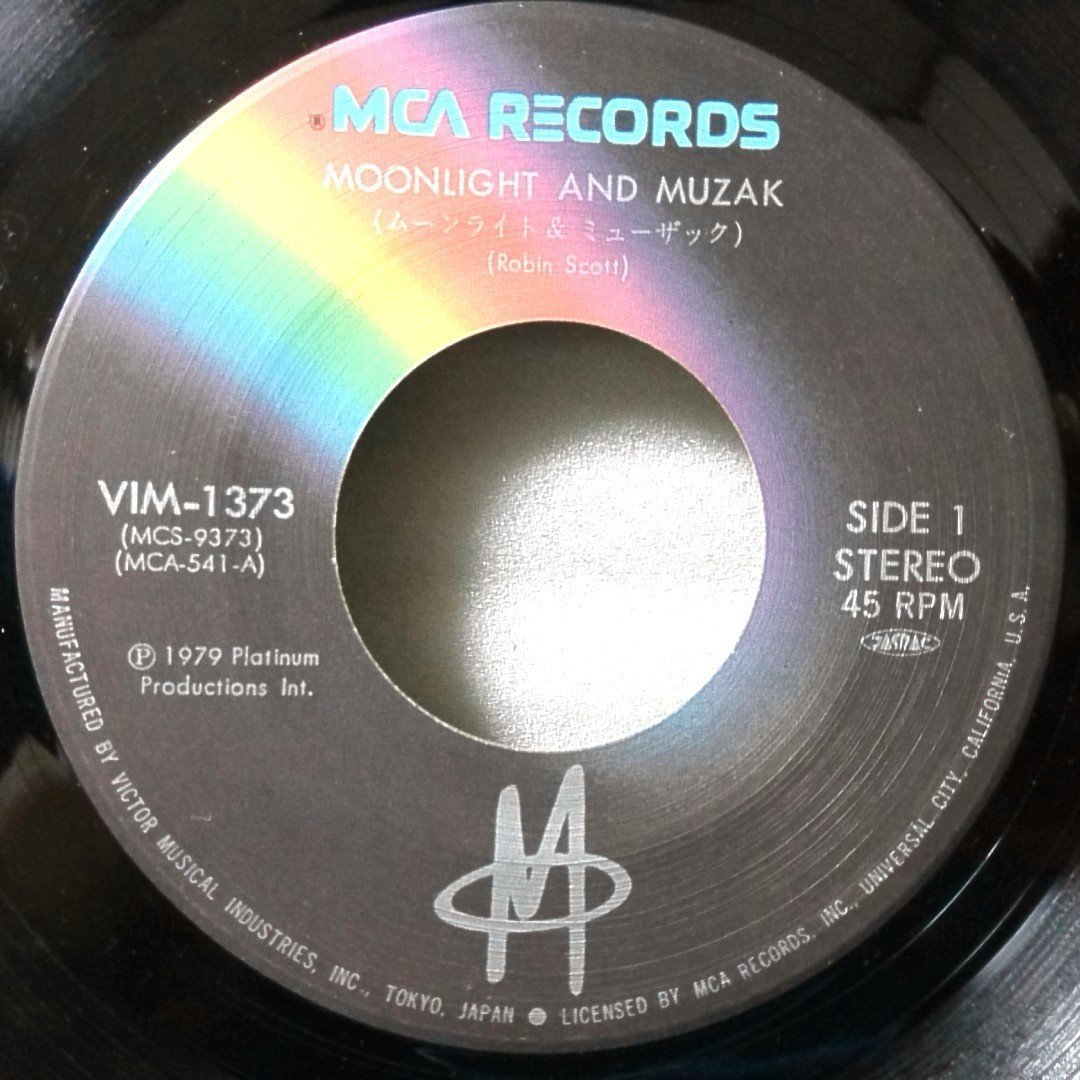 ® MCA RECORDS
MOONLIGHT AND MUZAK
(ムーンライト & ミューザック)
(Robin Scott)
VIM-1373
(MCS-9373)
(MCA-541-A)
Ⓟ 1979 Platinum
Productions Int.
SIDE 1
STEREO
45 RPM
JASRAC
M
MANUFACTURED BY VICTOR MUSICAL INDUSTRIES, INC., TOKYO, JAPAN ● LICENSED BY MCA RECORDS, INC., UNIVERSAL CITY, CALIFORNIA, U.S.A.